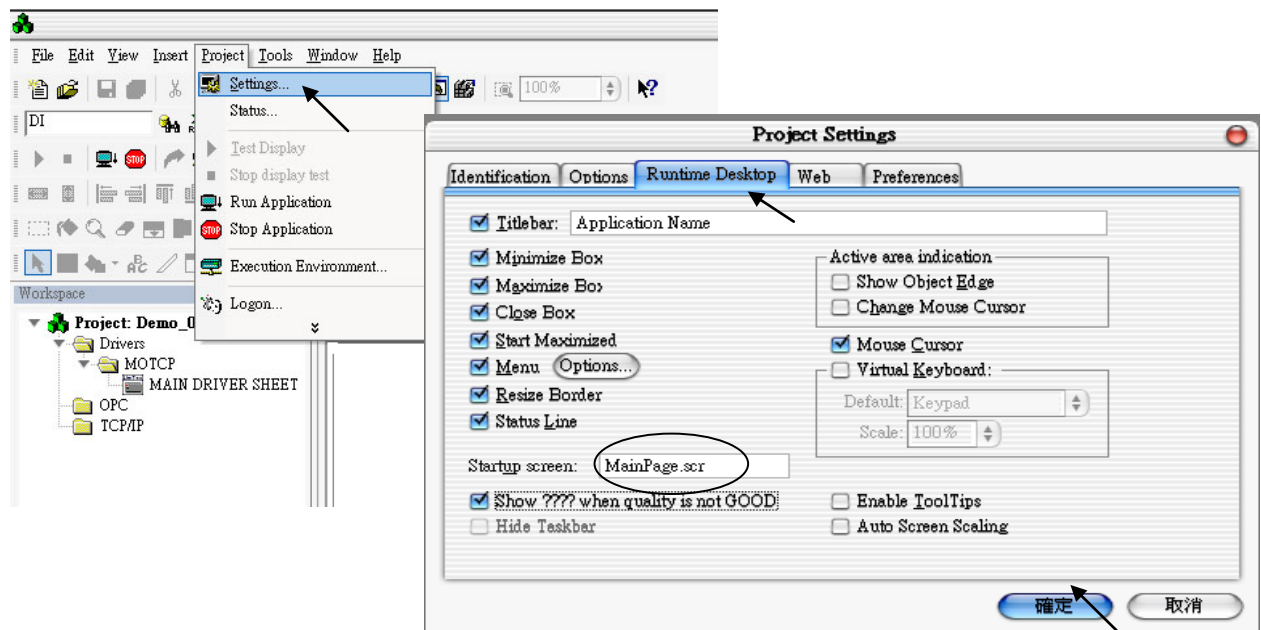 File Edit View Insert Project Tools Window Help
Settings...
100%
Status...
DI
Test Display
Stop display test
STOP
Run Application
STOP Stop Application
Execution Environment...
Logon...
Workspace
Project: Demo_0
Drivers
MOTCP
MAIN DRIVER SHEET
OPC
TCP/IP
Project Settings
Identification Options Runtime Desktop Web Preferences
Titlebar: Application Name
Minimize Box
Maximize Box
Close Box
Start Maximized
Menu Options...
Resize Border
Status Line
Active area indication
Show Object Edge
Change Mouse Cursor
Mouse Cursor
Virtual Keyboard:
Default: Keypad
Scale: 100%
Startup screen: MainPage.scr
Show ???? when quality is not GOOD
Hide Taskbar
Enable ToolTips
Auto Screen Scaling
確定 取消